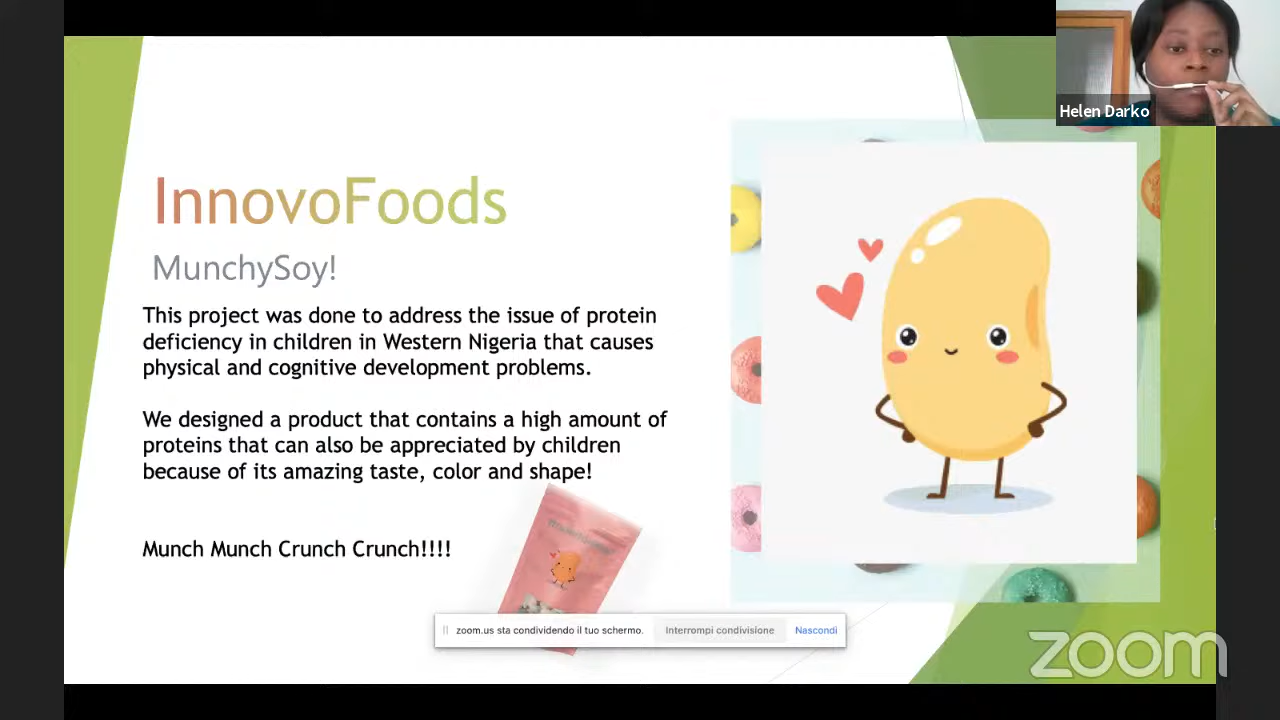 Helen Darko
InnovoFoods
MunchySoy!
This project was done to address the issue of protein
deficiency in children in Western Nigeria that causes
physical and cognitive development problems.
We designed a product that contains a high amount of
proteins that can also be appreciated by children
because of its amazing taste, color and shape!
Munch Munch Crunch Crunch!!!!
zoom.us sta condividendo il tuo schermo. Interrompi condivisione Nascondi
zoom